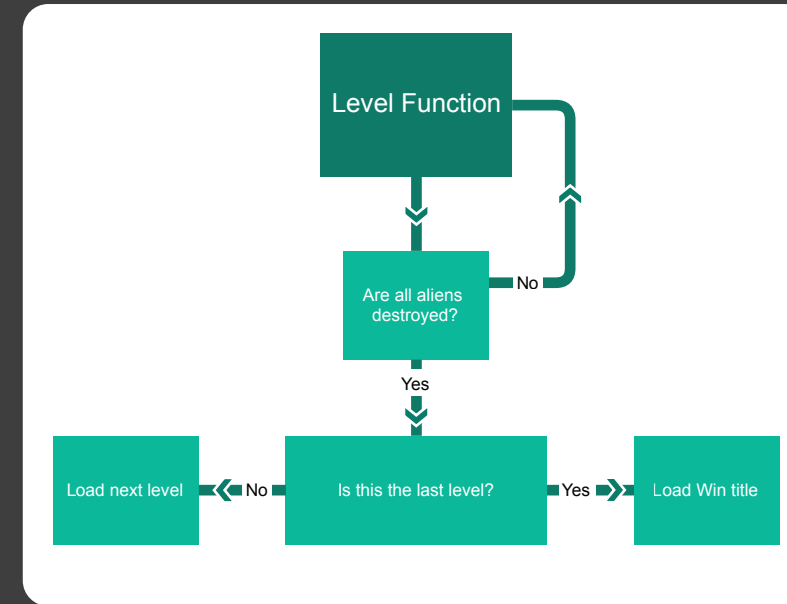 Level Function
No
Are all aliens
destroyed?
Yes
Load next level
No
Is this the last level?
Yes
Load Win title